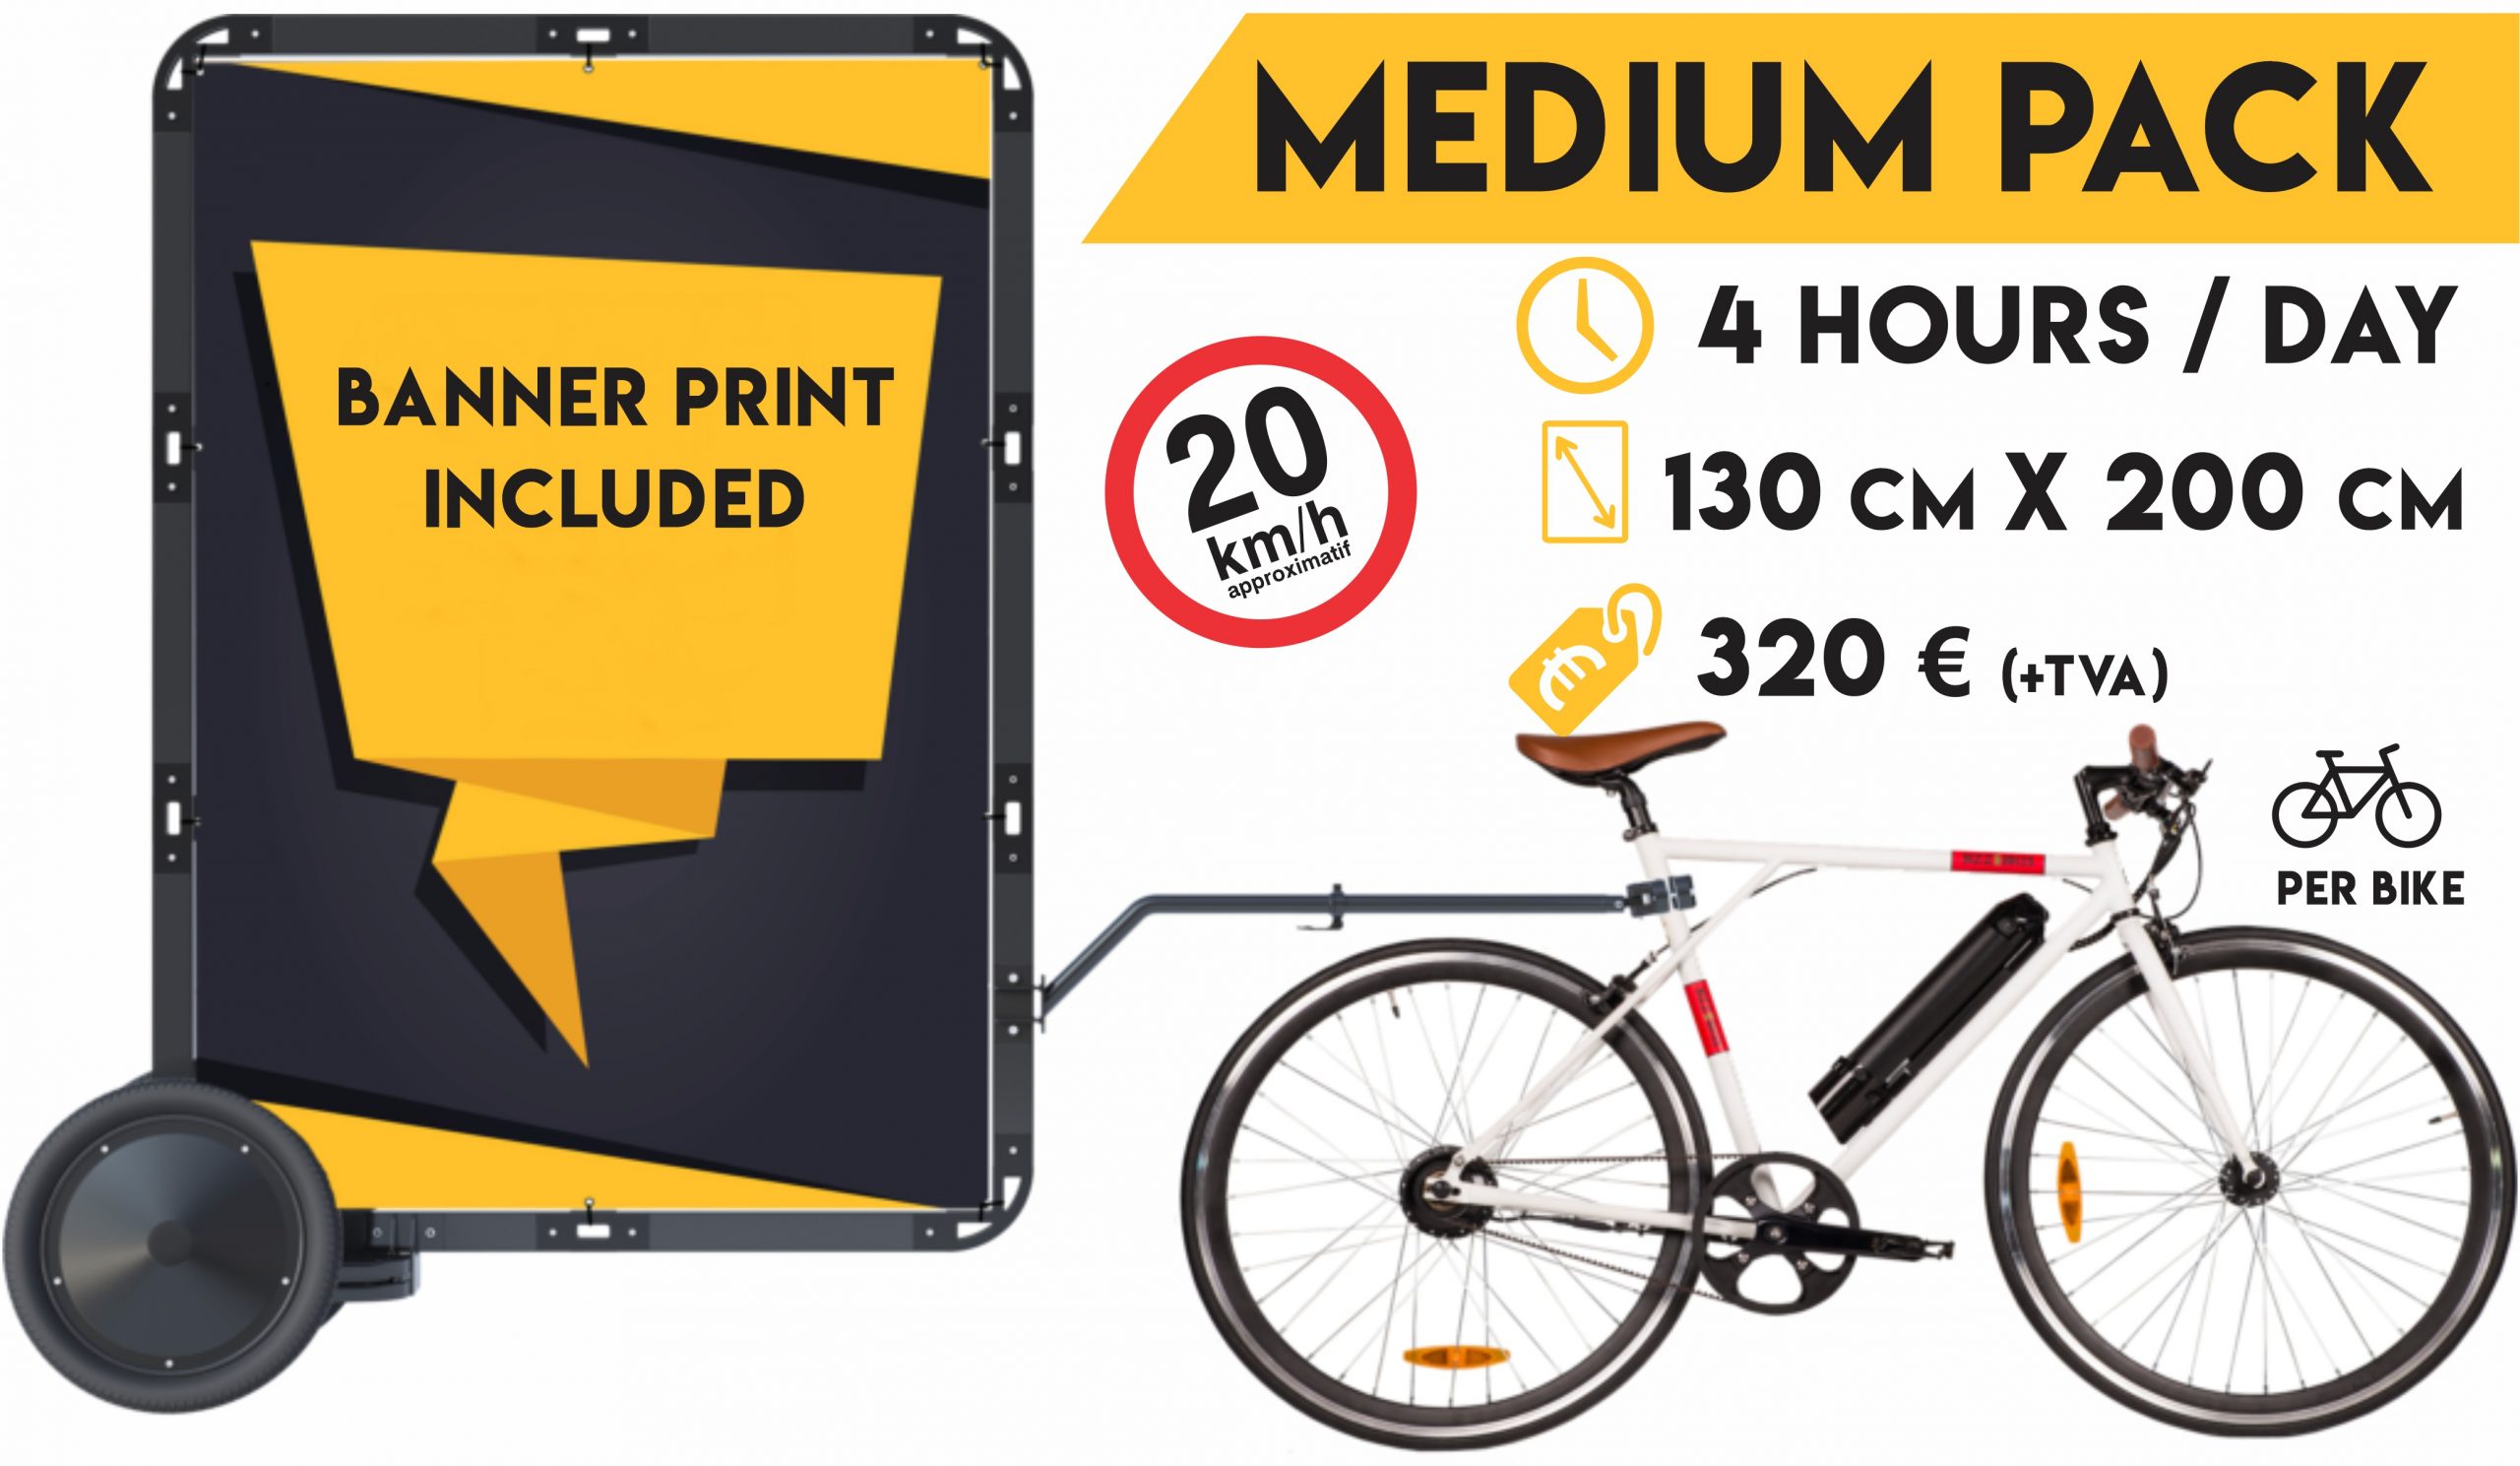 MEDIUM PACK
4 HOURS / DAY
130 CM X 200 CM
320 € (+TVA)
20
km/h
approximatif
BANNER PRINT
INCLUDED
PER BIKE